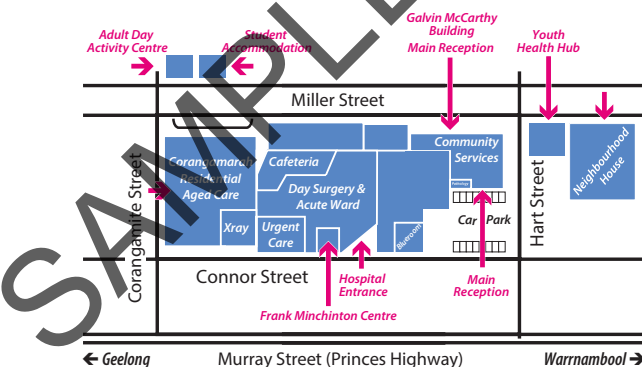 Adult Day
Activity Centre
Student
Accommodation
Galvin McCarthy
Building
Main Reception
Youth
Health Hub
Miller Street
Corangamite Street
Corangamarah
Residential
Aged Care
Cafeteria
Day Surgery &
Acute Ward
Community
Services
Pathology
Xray
Urgent
Care
Blueroom
Car Park
Hart Street
Neighbourhood
House
Connor Street
Hospital
Entrance
Main
Reception
Frank Minchinton Centre
← Geelong
Murray Street (Princes Highway)
Warrnambool →
SAMPLE